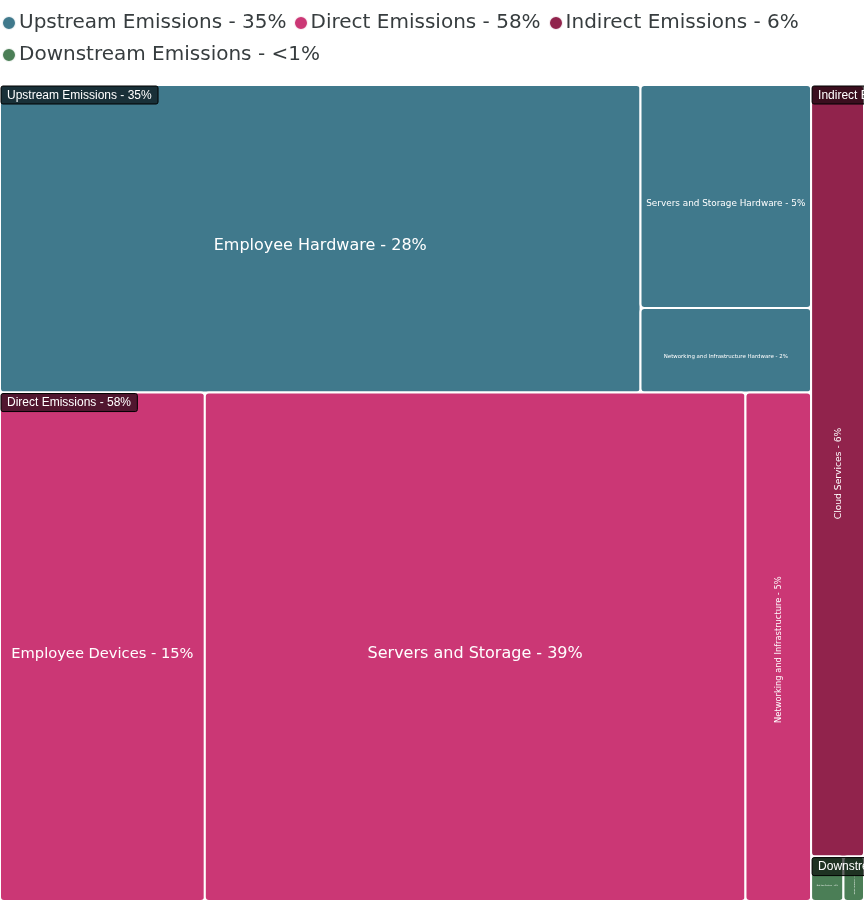 Upstream Emissions - 35% Direct Emissions - 58% Indirect Emissions - 6%
Downstream Emissions - <1%
Upstream Emissions - 35%
Indirect E
Servers and Storage Hardware - 5%
Employee Hardware - 28%
Networking and Infrastructure Hardware - 2%
Direct Emissions - 58%
Cloud Services - 6%
Networking and Infrastructure - 5%
Employee Devices - 15%
Servers and Storage - 39%
Downstre